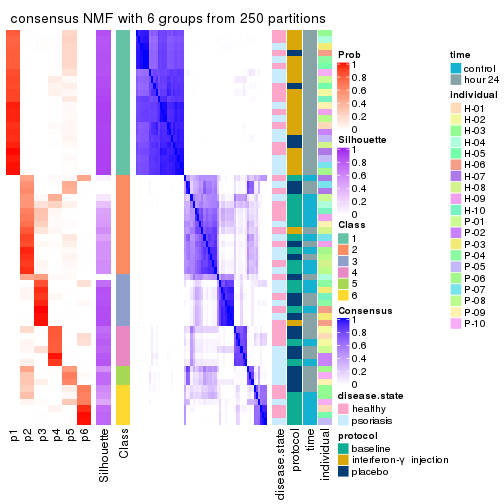 consensus NMF with 6 groups from 250 partitions
p1
p2
p3
p4
p5
p6
Silhouette
Class
disease.state
protocol
time
individual
Prob
1
0.8
0.6
0.4
0.2
0
Silhouette
1
0.8
0.6
0.4
0.2
0
Class
1
2
3
4
5
6
Consensus
1
0.8
0.6
0.4
0.2
0
disease.state
healthy
psoriasis
protocol
baseline
interferon-γ injection
placebo
time
control
hour 24
individual
H-01
H-02
H-03
H-04
H-05
H-06
H-07
H-08
H-09
H-10
P-01
P-02
P-03
P-04
P-05
P-06
P-07
P-08
P-09
P-10